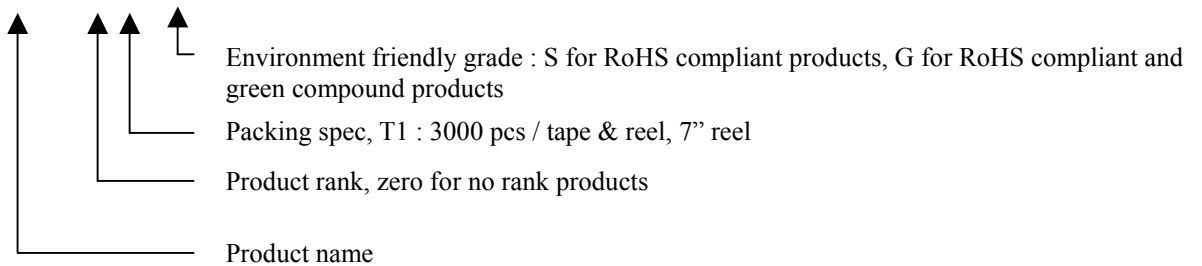 Environment friendly grade : S for RoHS compliant products, G for RoHS compliant and
green compound products
Packing spec, T1 : 3000 pcs / tape & reel, 7” reel
Product rank, zero for no rank products
Product name